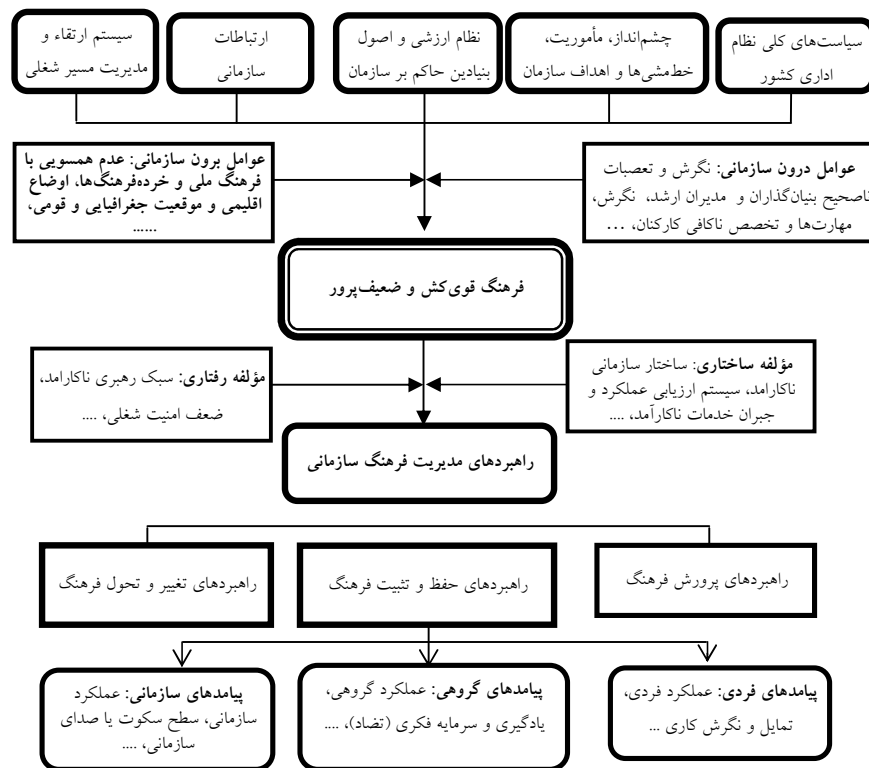 سیاست‌های کلی نظام
اداری کشور
چشم‌انداز، مأموریت،
خط‌مشی‌ها و اهداف سازمان
نظام ارزشی و اصول
بنیادین حاکم بر سازمان
ارتباطات
سازمانی
سیستم ارتقاء و
مدیریت مسیر شغلی
عوامل درون سازمانی: نگرش و تعصبات
ناصحیح بنیان‌گذاران و مدیران ارشد، نگرش،
مهارت‌ها و تخصص ناکافی کارکنان، ...
عوامل برون سازمانی: عدم همسویی با
فرهنگ ملی و خرده‌فرهنگ‌ها، اوضاع
اقلیمی و موقعیت جغرافیایی و قومی،
......
فرهنگ قوی‌کش و ضعیف‌پرور
مؤلفه ساختاری: ساختار سازمانی
ناکارامد، سیستم ارزیابی عملکرد و
جبران خدمات ناکارآمد، ....
مؤلفه رفتاری: سبک رهبری ناکارامد،
ضعف امنیت شغلی، ....
راهبردهای مدیریت فرهنگ سازمانی
راهبردهای پرورش فرهنگ
راهبردهای حفظ و تثبیت فرهنگ
راهبردهای تغییر و تحول فرهنگ
پیامدهای فردی: عملکرد فردی،
تمایل و نگرش کاری ...
پیامدهای گروهی: عملکرد گروهی،
یادگیری و سرمایه فکری (تضاد)، ....
پیامدهای سازمانی: عملکرد
سازمانی، سطح سکوت یا صدای
سازمانی، ....